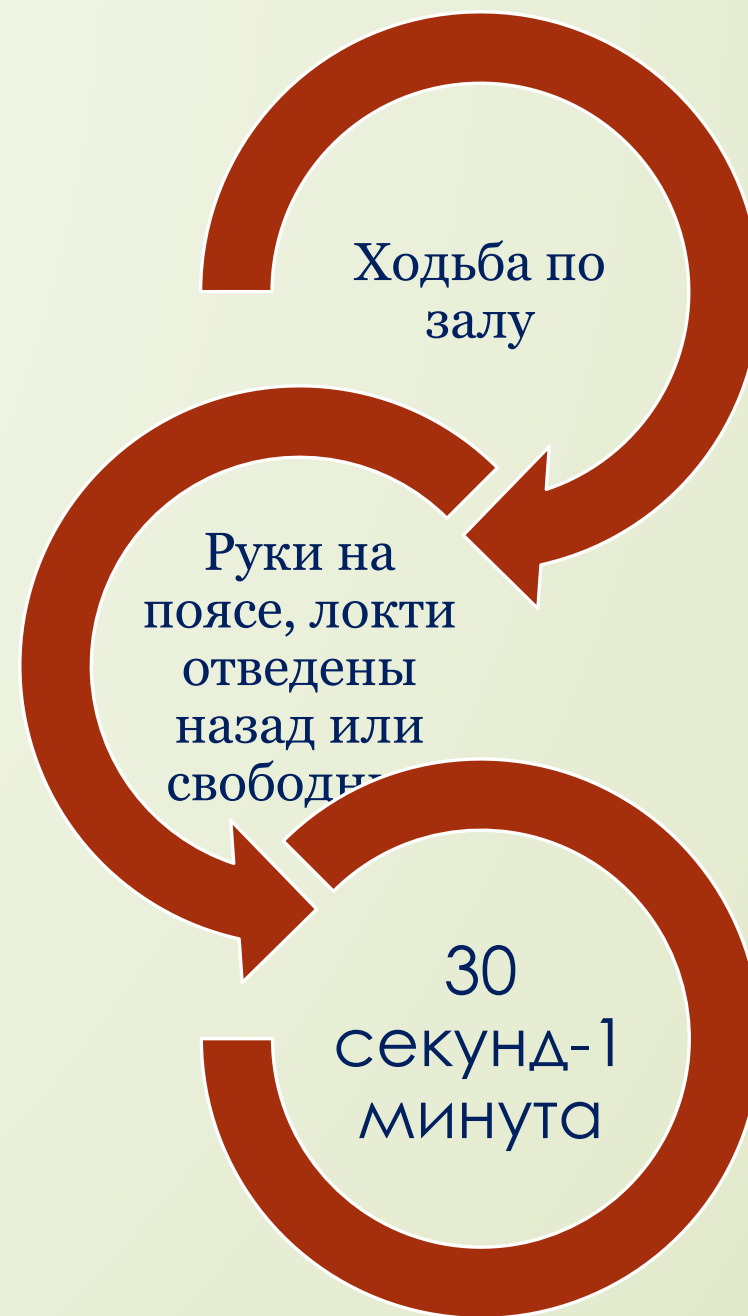 Ходьба по
залу
Руки на
поясе, локти
отведены
назад или
30
секунд-1
минута